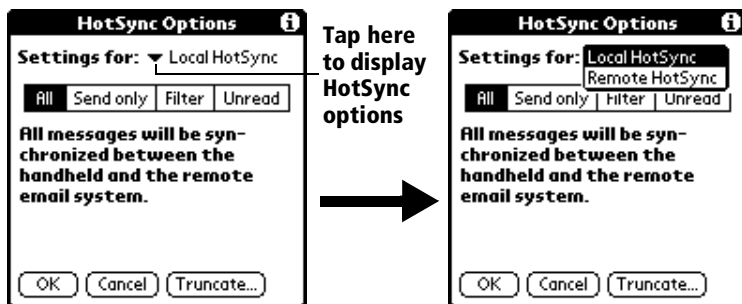 HotSync Options i
Settings for: Local HotSync
All Send only Filter Unread
All messages will be syn-
chronized between the
handheld and the remote
email system.
OK Cancel Truncate...
Tap here
to display
HotSync
options
HotSync Options i
Settings for: Local HotSync
Remote HotSync
All Send only Filter Unread
All messages will be syn-
chronized between the
handheld and the remote
email system.
OK Cancel Truncate...